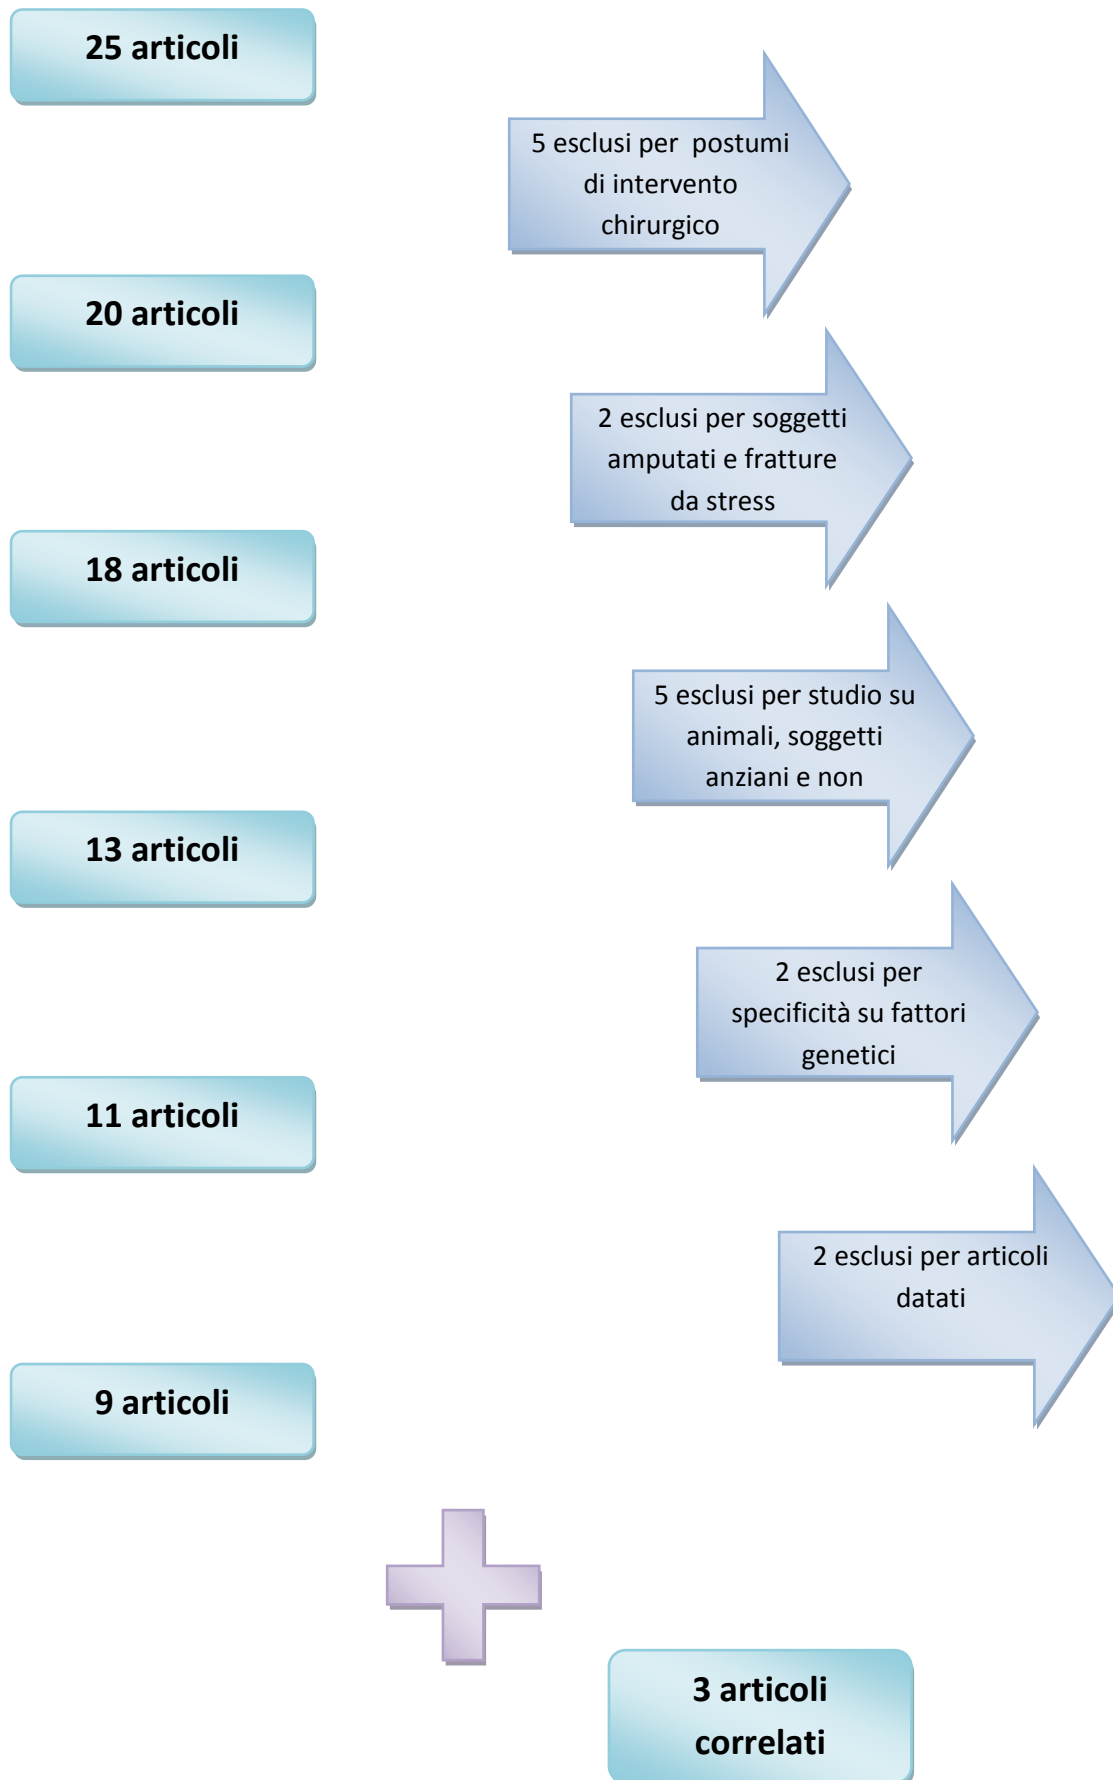 25 articoli
5 esclusi per postumi
di intervento
chirurgico
20 articoli
2 esclusi per soggetti
amputati e fratture
da stress
18 articoli
5 esclusi per studio su
animali, soggetti
anziani e non
13 articoli
2 esclusi per
specificità su fattori
genetici
11 articoli
2 esclusi per articoli
datati
9 articoli
3 articoli
correlati